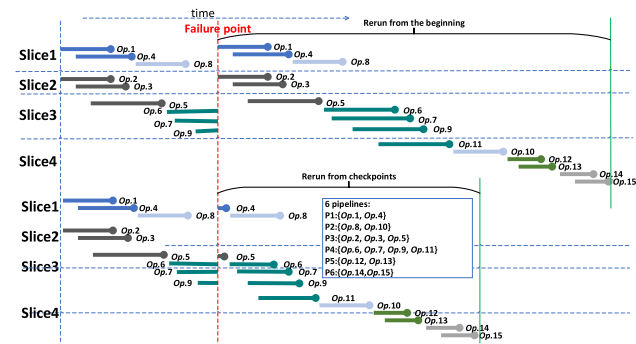 time
Failure point
Rerun from the beginning
Slice1
Op.1
Op.4
Op.8
Op.1
Op.4
Op.8
Slice2
Op.2
Op.3
Op.2
Op.3
Slice3
Op.5
Op.6
Op.7
Op.9
Op.5
Op.6
Op.7
Op.9
Slice4
Op.11
Op.10
Op.12
Op.13
Op.14
Op.15
Rerun from checkpoints
Slice1
Op.1
Op.4
Op.8
Op.4
Op.8
6 pipelines:
P1:{Op.1, Op.4}
P2:{Op.8, Op.10}
P3:{Op.2, Op.3, Op.5}
P4:{Op.6, Op.7, Op.9, Op.11}
P5:{Op.12, Op.13}
P6:{Op.14,Op.15}
Slice2
Op.2
Op.3
Slice3
Op.5
Op.6
Op.7
Op.9
Op.5
Op.6
Op.7
Op.9
Slice4
Op.11
Op.10
Op.12
Op.13
Op.14
Op.15